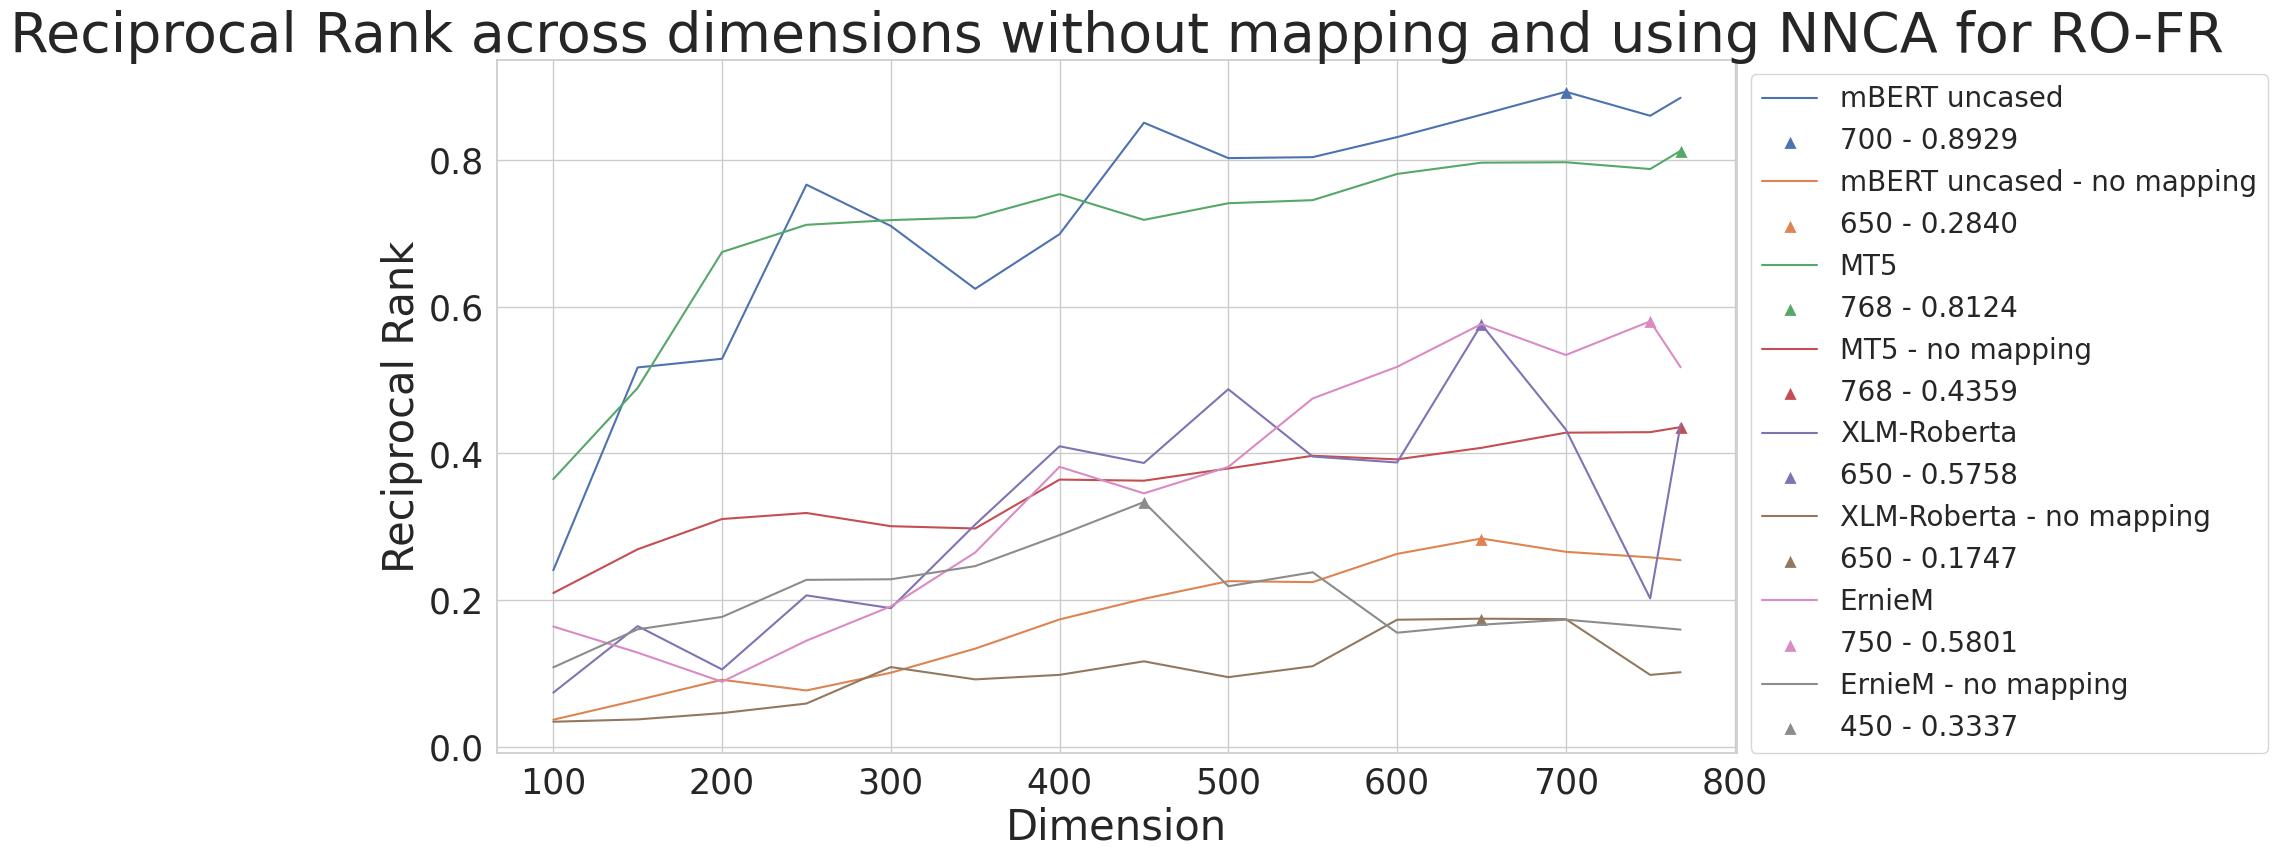 Reciprocal Rank across dimensions without mapping and using NNCA for RO-FR
Reciprocal Rank
0.8
0.6
0.4
0.2
0.0
100 200 300 400 500 600 700 800
Dimension
mBERT uncased
700 - 0.8929
mBERT uncased - no mapping
650 - 0.2840
MT5
768 - 0.8124
MT5 - no mapping
768 - 0.4359
XLM-Roberta
650 - 0.5758
XLM-Roberta - no mapping
650 - 0.1747
ErnieM
750 - 0.5801
ErnieM - no mapping
450 - 0.3337